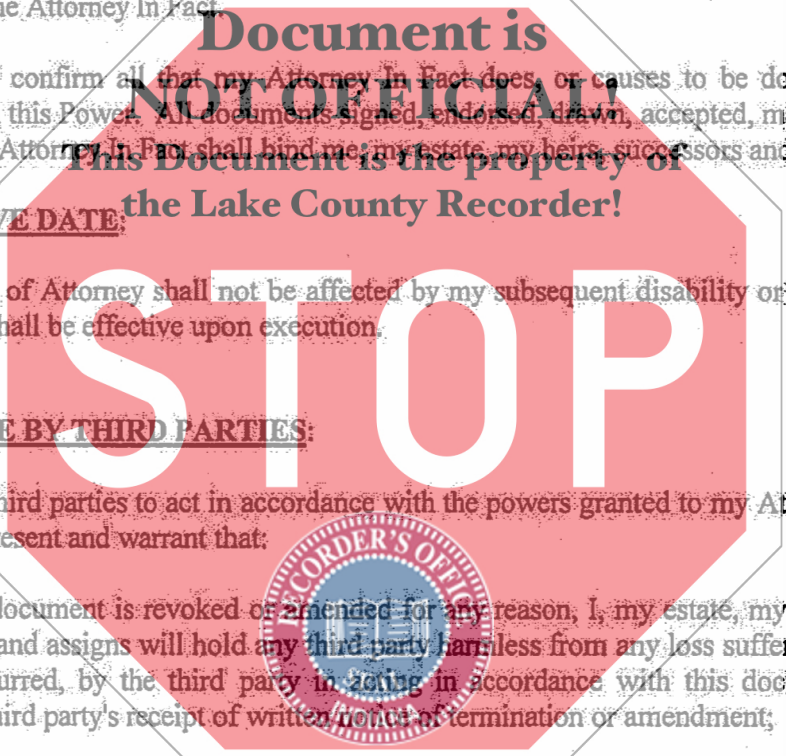 he Attorney In Fact.
Document is
confirm all that my Attorney In Fact does, or causes to be do
NOT OFFICIAL!
this Power. All documents signed, endorsed, drawn, accepted, m
Attorney In Fact shall bind me, my estate, my heirs, successors and
This Document is the property of
the Lake County Recorder!
E DATE:
of Attorney shall not be affected by my subsequent disability or
hall be effective upon execution.
STOP
E BY THIRD PARTIES:
hird parties to act in accordance with the powers granted to my At
esent and warrant that:
RECORDER'S OFFICE
document is revoked or amended for any reason, I, my estate, my
and assigns will hold any third party harmless from any loss suffer
urred, by the third party in acting in accordance with this doc
hird party's receipt of written notice of termination or amendment;
INDIANA